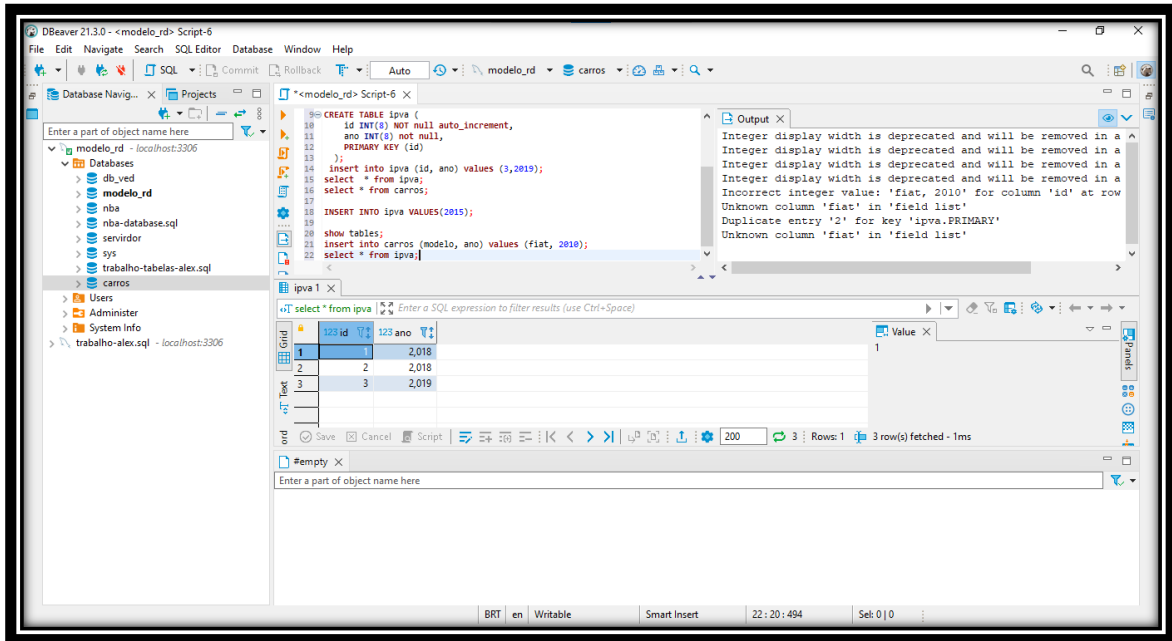 DBeaver 21.3.0 - <modelo_rd> Script-6
File Edit Navigate Search SQL Editor Database Window Help
SQL Commit Rollback Auto modelo_rd carros
Database Navig... Projects
Enter a part of object name here
modelo_rd - localhost:3306
Databases
db_ved
modelo_rd
nba
nba-database.sql
servirdor
sys
trabalho-tabelas-alex.sql
carros
Users
Administer
System Info
trabalho-alex.sql - localhost:3306
*<modelo_rd> Script-6
9 CREATE TABLE ipva (
10 id INT(8) NOT null auto_increment,
11 ano INT(8) not null,
12 PRIMARY KEY (id)
13 );
14 insert into ipva (id, ano) values (3,2019);
15 select * from ipva;
16 select * from carros;
17
18 INSERT INTO ipva VALUES(2015);
19
20 show tables;
21 insert into carros (modelo, ano) values (fiat, 2010);
22 select * from ipva;
Output
Integer display width is deprecated and will be removed in a
Integer display width is deprecated and will be removed in a
Integer display width is deprecated and will be removed in a
Integer display width is deprecated and will be removed in a
Incorrect integer value: 'fiat, 2010' for column 'id' at row
Unknown column 'fiat' in 'field list'
Duplicate entry '2' for key 'ipva.PRIMARY'
Unknown column 'fiat' in 'field list'
ipva 1
select * from ipva Enter a SQL expression to filter results (use Ctrl+Space)
Grid
Text
ord
123 id 123 ano
1 1 2,018
2 2 2,018
3 3 2,019
Value
1
Panels
Save Cancel Script 200 3 Rows: 1 3 row(s) fetched - 1ms
#empty
Enter a part of object name here
BRT en Writable Smart Insert 22 : 20 : 494 Sel: 0 | 0